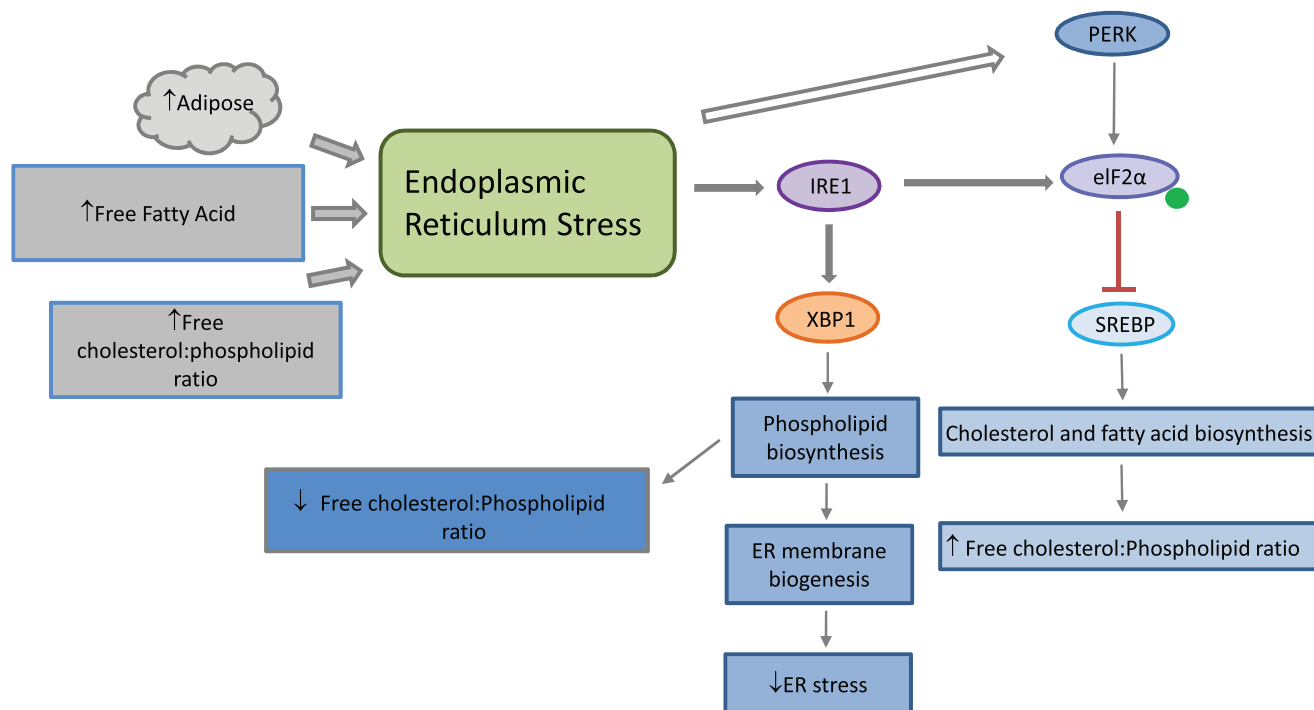 PERK
↑Adipose
↑Free Fatty Acid
Endoplasmic
Reticulum Stress
IRE1
eIF2α
↑Free
cholesterol:phospholipid
ratio
XBP1
SREBP
Phospholipid
biosynthesis
Cholesterol and fatty acid biosynthesis
↓ Free cholesterol:Phospholipid
ratio
ER membrane
biogenesis
↑ Free cholesterol:Phospholipid ratio
↓ER stress